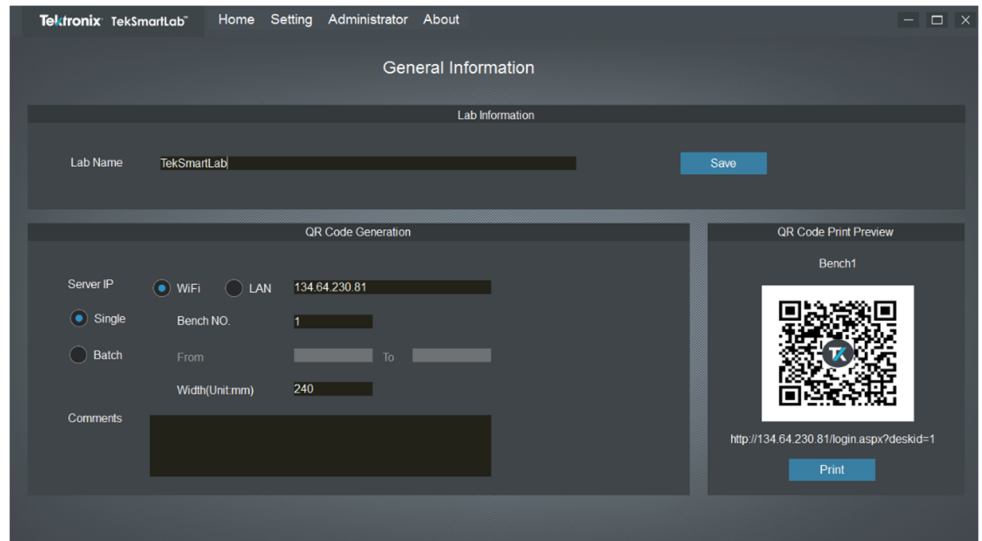 Tektronix TekSmartLab™ Home Setting Administrator About
General Information
Lab Information
Lab Name TekSmartLab Save
QR Code Generation
Server IP WiFi LAN 134.64.230.81
Single Bench NO. 1
Batch From To
Width(Unit:mm) 240
Comments
QR Code Print Preview
Bench1
http://134.64.230.81/login.aspx?deskid=1
Print